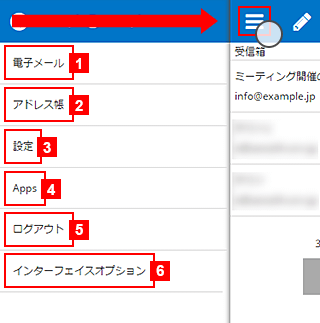 電子メール 1
アドレス帳 2
設定 3
Apps 4
ログアウト 5
インターフェイスオプション 6
受信箱
ミーティング開催の
info@example.jp
3